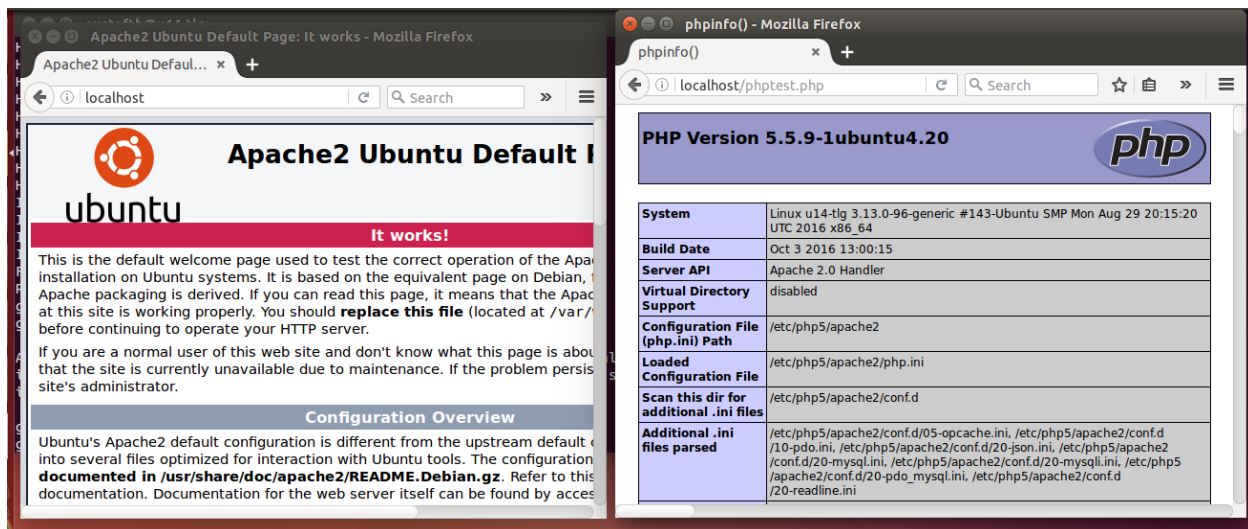 Apache2 Ubuntu Default Page: It works - Mozilla Firefox
Apache2 Ubuntu Defaul... × +
localhost
Search
ubuntu
Apache2 Ubuntu Default
It works!
This is the default welcome page used to test the correct operation of the
installation on Ubuntu systems. It is based on the equivalent page on Debian,
Apache packaging is derived. If you can read this page, it means that the
at this site is working properly. You should replace this file (located at /var/
before continuing to operate your HTTP server.
If you are a normal user of this web site and don't know what this page is
that the site is currently unavailable due to maintenance. If the problem
site's administrator.
Configuration Overview
Ubuntu's Apache2 default configuration is different from the upstream default
into several files optimized for interaction with Ubuntu tools. The configuration
documented in /usr/share/doc/apache2/README.Debian.gz. Refer to this
documentation. Documentation for the web server itself can be found by
phpinfo() - Mozilla Firefox
phpinfo() × +
localhost/phptest.php
Search
PHP Version 5.5.9-1ubuntu4.20
php
System
Linux u14-tlg 3.13.0-96-generic #143-Ubuntu SMP Mon Aug 29 20:15:20
UTC 2016 x86_64
Build Date
Oct 3 2016 13:00:15
Server API
Apache 2.0 Handler
Virtual Directory
Support
disabled
Configuration File
(php.ini) Path
/etc/php5/apache2
Loaded
Configuration File
/etc/php5/apache2/php.ini
Scan this dir for
additional .ini files
/etc/php5/apache2/conf.d
Additional .ini
files parsed
/etc/php5/apache2/conf.d/05-opcache.ini, /etc/php5/apache2/conf.d
/10-pdo.ini, /etc/php5/apache2/conf.d/20-json.ini, /etc/php5/apache2
/conf.d/20-mysql.ini, /etc/php5/apache2/conf.d/20-mysqli.ini, /etc/php5
/apache2/conf.d/20-pdo_mysql.ini, /etc/php5/apache2/conf.d
/20-readline.ini